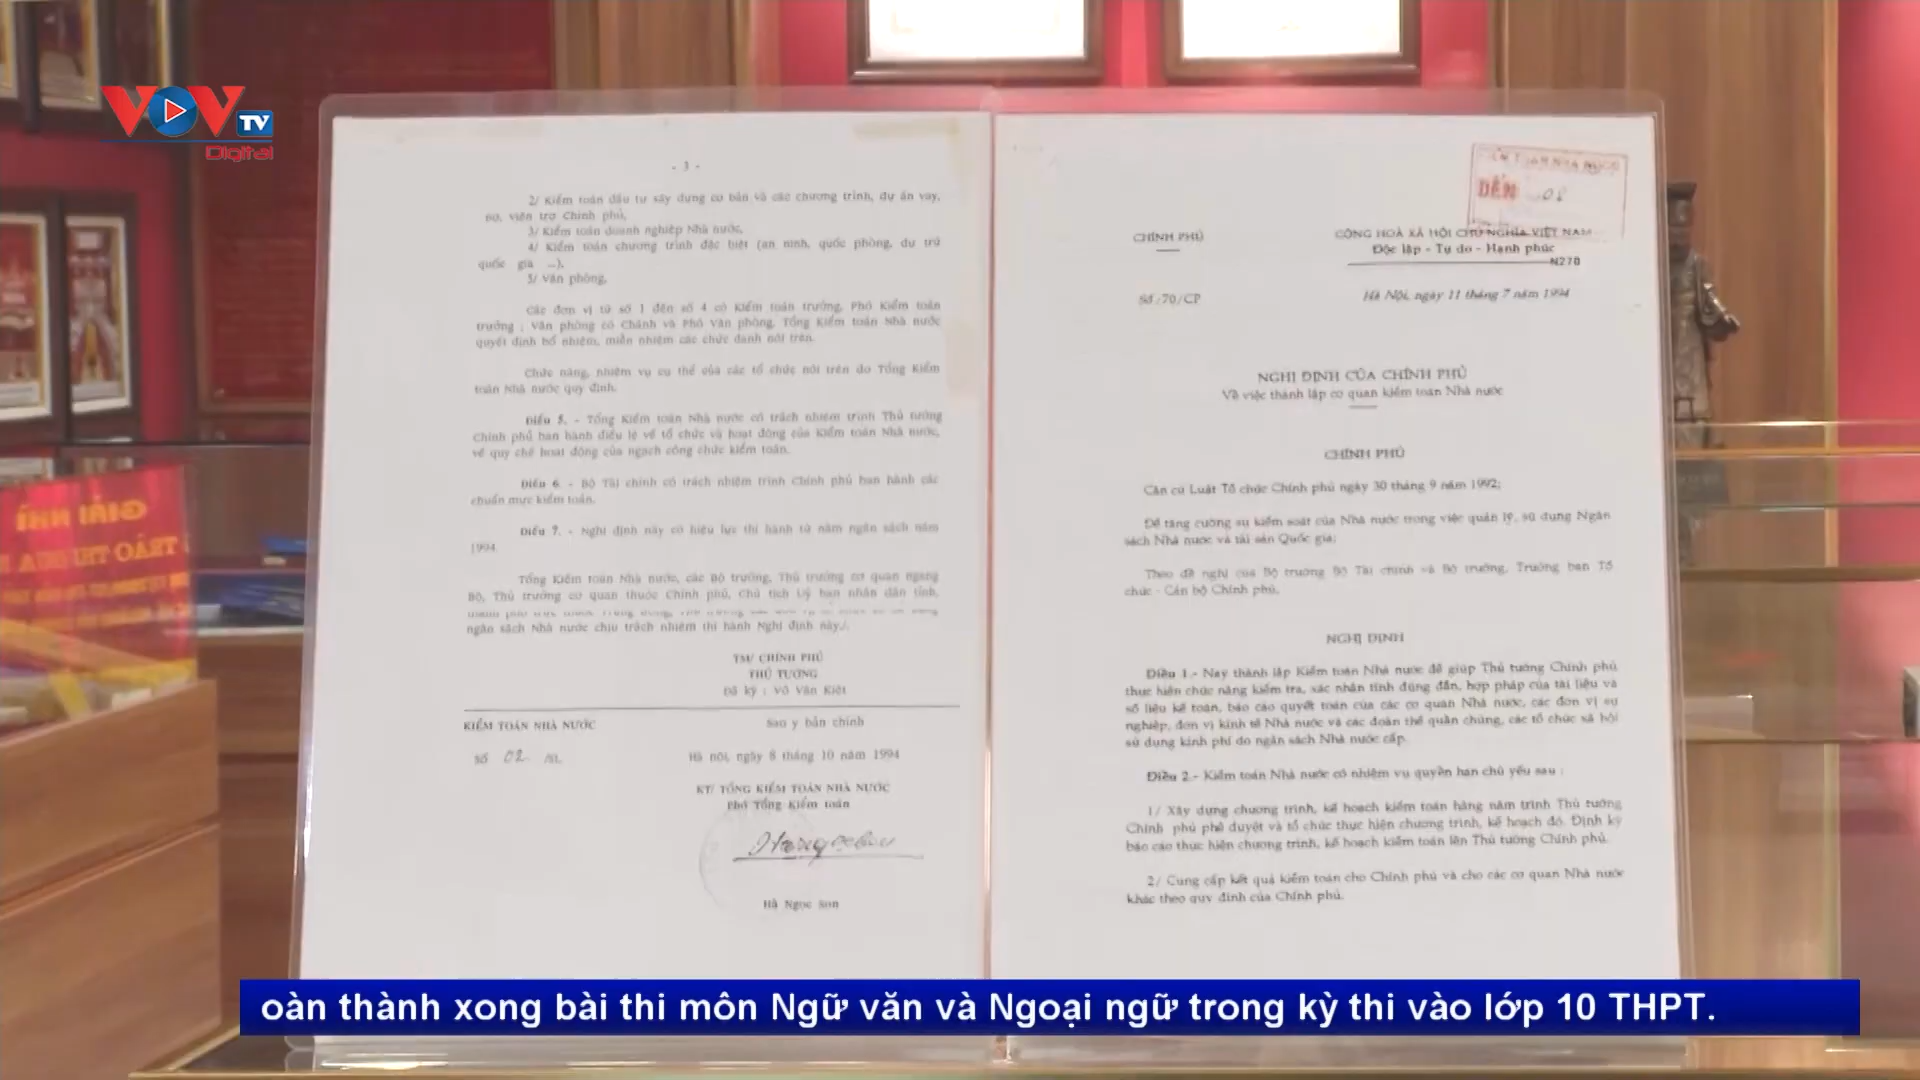 VOV TV
Digital
- 3 -
2/ Kiểm toán đầu tư xây dựng cơ bản và các chương trình, dự án vay,
nợ, viện trợ Chính phủ,
3/ Kiểm toán doanh nghiệp Nhà nước,
4/ Kiểm toán chương trình đặc biệt (an ninh, quốc phòng, dự trữ
quốc gia ...),
5/ Văn phòng,
Các đơn vị từ số 1 đến số 4 có Kiểm toán trưởng, Phó Kiểm toán
trưởng ; Văn phòng có Chánh và Phó Văn phòng, Tổng Kiểm toán Nhà nước
quyết định bổ nhiệm, miễn nhiệm các chức danh nói trên.
Chức năng, nhiệm vụ cụ thể của các tổ chức nói trên do Tổng Kiểm
toán Nhà nước quy định.
Điều 5. - Tổng Kiểm toán Nhà nước có trách nhiệm trình Thủ tướng
Chính phủ ban hành điều lệ về tổ chức và hoạt động của Kiểm toán Nhà nước,
về quy chế hoạt động của ngạch công chức kiểm toán.
Điều 6. - Bộ Tài chính có trách nhiệm trình Chính phủ ban hành các
chuẩn mực kiểm toán.
Điều 7. - Nghị định này có hiệu lực thi hành từ năm ngân sách năm
1994.
Tổng Kiểm toán Nhà nước, các Bộ trưởng, Thủ trưởng cơ quan ngang
Bộ, Thủ trưởng cơ quan thuộc Chính phủ, Chủ tịch Uỷ ban nhân dân tỉnh,
ngân sách Nhà nước chịu trách nhiệm thi hành Nghị định này./.
TM/ CHÍNH PHỦ
THỦ TƯỚNG
Đã ký : Võ Văn Kiệt
KIỂM TOÁN NHÀ NƯỚC
Sao y bản chính
Số 02 /SL
Hà nội, ngày 8 tháng 10 năm 1994
KT/ TỔNG KIỂM TOÁN NHÀ NƯỚC
Phó Tổng Kiểm toán
Hà Ngọc Son
ĐẾN 08
CHÍNH PHỦ
CỘNG HOÀ XÃ HỘI CHỦ NGHĨA VIỆT NAM
Độc lập - Tự do - Hạnh phúc
N270
Số :70/CP
Hà Nội, ngày 11 tháng 7 năm 1994
NGHỊ ĐỊNH CỦA CHÍNH PHỦ
Về việc thành lập cơ quan kiểm toán Nhà nước
CHÍNH PHỦ
Căn cứ Luật Tổ chức Chính phủ ngày 30 tháng 9 năm 1992;
Để tăng cường sự kiểm soát của Nhà nước trong việc quản lý, sử dụng Ngân
sách Nhà nước và tài sản Quốc gia;
Theo đề nghị của Bộ trưởng Bộ Tài chính và Bộ trưởng, Trưởng ban Tổ
chức - Cán bộ Chính phủ,
NGHỊ ĐỊNH
Điều 1.- Nay thành lập Kiểm toán Nhà nước để giúp Thủ tướng Chính phủ
thực hiện chức năng kiểm tra, xác nhận tính đúng đắn, hợp pháp của tài liệu và
số liệu kế toán, báo cáo quyết toán của các cơ quan Nhà nước, các đơn vị sự
nghiệp, đơn vị kinh tế Nhà nước và các đoàn thể quần chúng, các tổ chức xã hội
sử dụng kinh phí do ngân sách Nhà nước cấp.
Điều 2.- Kiểm toán Nhà nước có nhiệm vụ quyền hạn chủ yếu sau :
1/ Xây dựng chương trình, kế hoạch kiểm toán hàng năm trình Thủ tướng
Chính phủ phê duyệt và tổ chức thực hiện chương trình, kế hoạch đó. Định kỳ
báo cáo thực hiện chương trình, kế hoạch kiểm toán lên Thủ tướng Chính phủ.
2/ Cung cấp kết quả kiểm toán cho Chính phủ và cho các cơ quan Nhà nước
khác theo quy định của Chính phủ.
oàn thành xong bài thi môn Ngữ văn và Ngoại ngữ trong kỳ thi vào lớp 10 THPT.